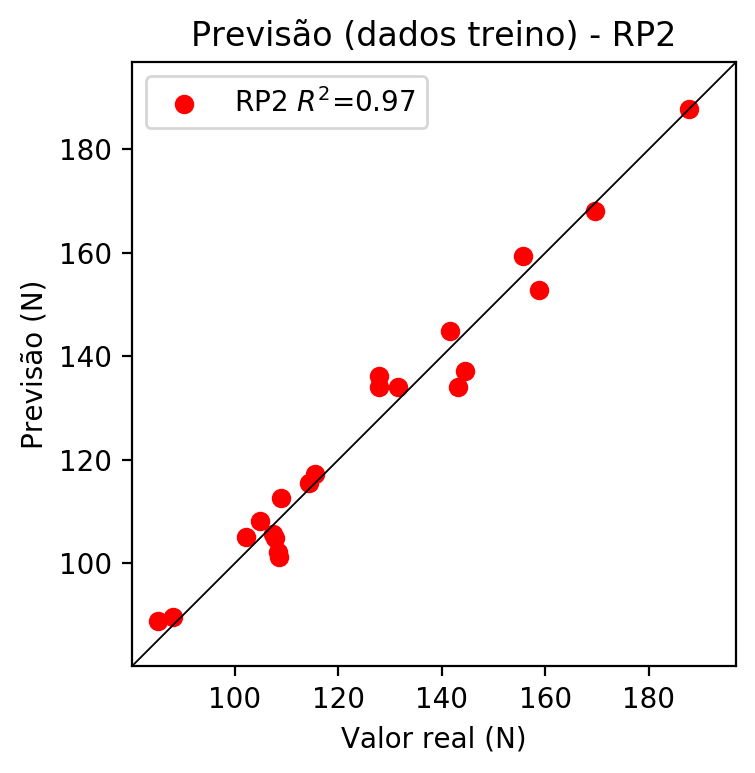 Previsão (dados treino) - RP2
RP2 R²=0.97
180
160
140
120
100
Previsão (N)
100 120 140 160 180
Valor real (N)